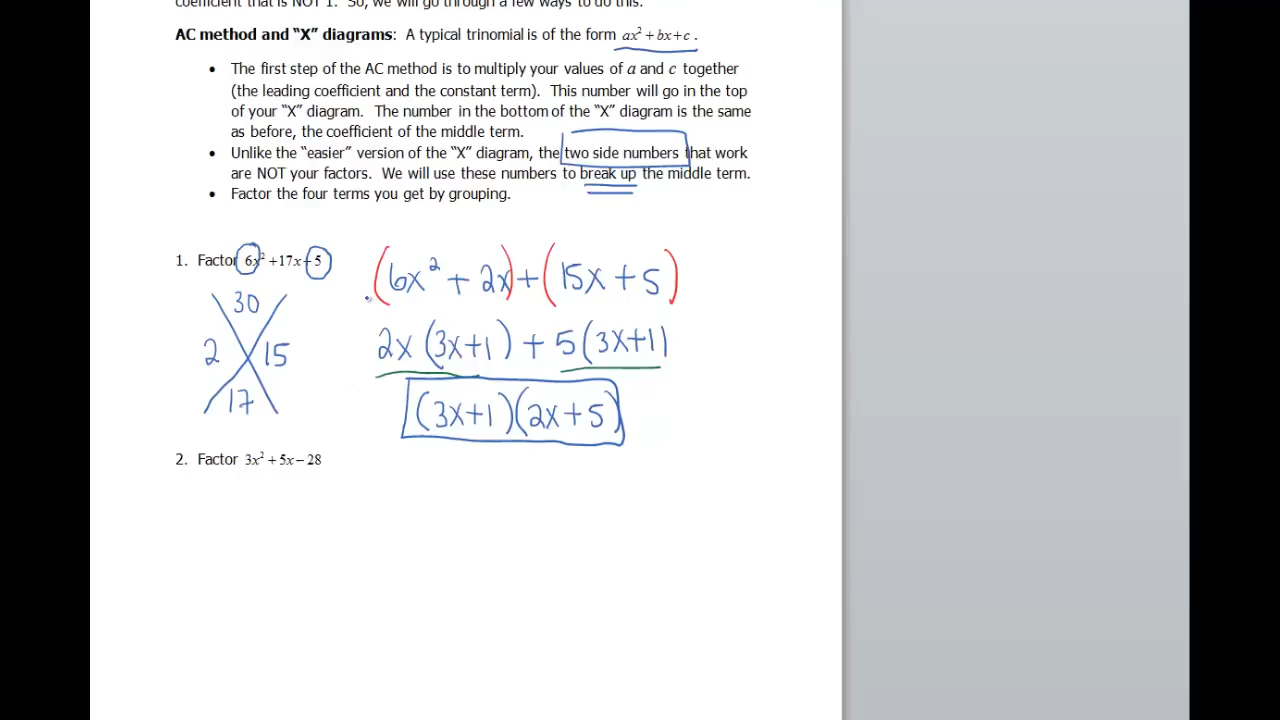 coefficient that is NOT 1. So, we will go through a few ways to do this.
AC method and “X” diagrams: A typical trinomial is of the form ax² + bx + c .
• The first step of the AC method is to multiply your values of a and c together
(the leading coefficient and the constant term). This number will go in the top
of your “X” diagram. The number in the bottom of the “X” diagram is the same
as before, the coefficient of the middle term.
• Unlike the “easier” version of the “X” diagram, the two side numbers that work
are NOT your factors. We will use these numbers to break up the middle term.
• Factor the four terms you get by grouping.
1. Factor 6x² +17x+5
(6x² + 2x) + (15x + 5)
30
2x (3x+1) + 5(3x+1)
2 15
17
(3x+1)(2x+5)
2. Factor 3x² + 5x − 28